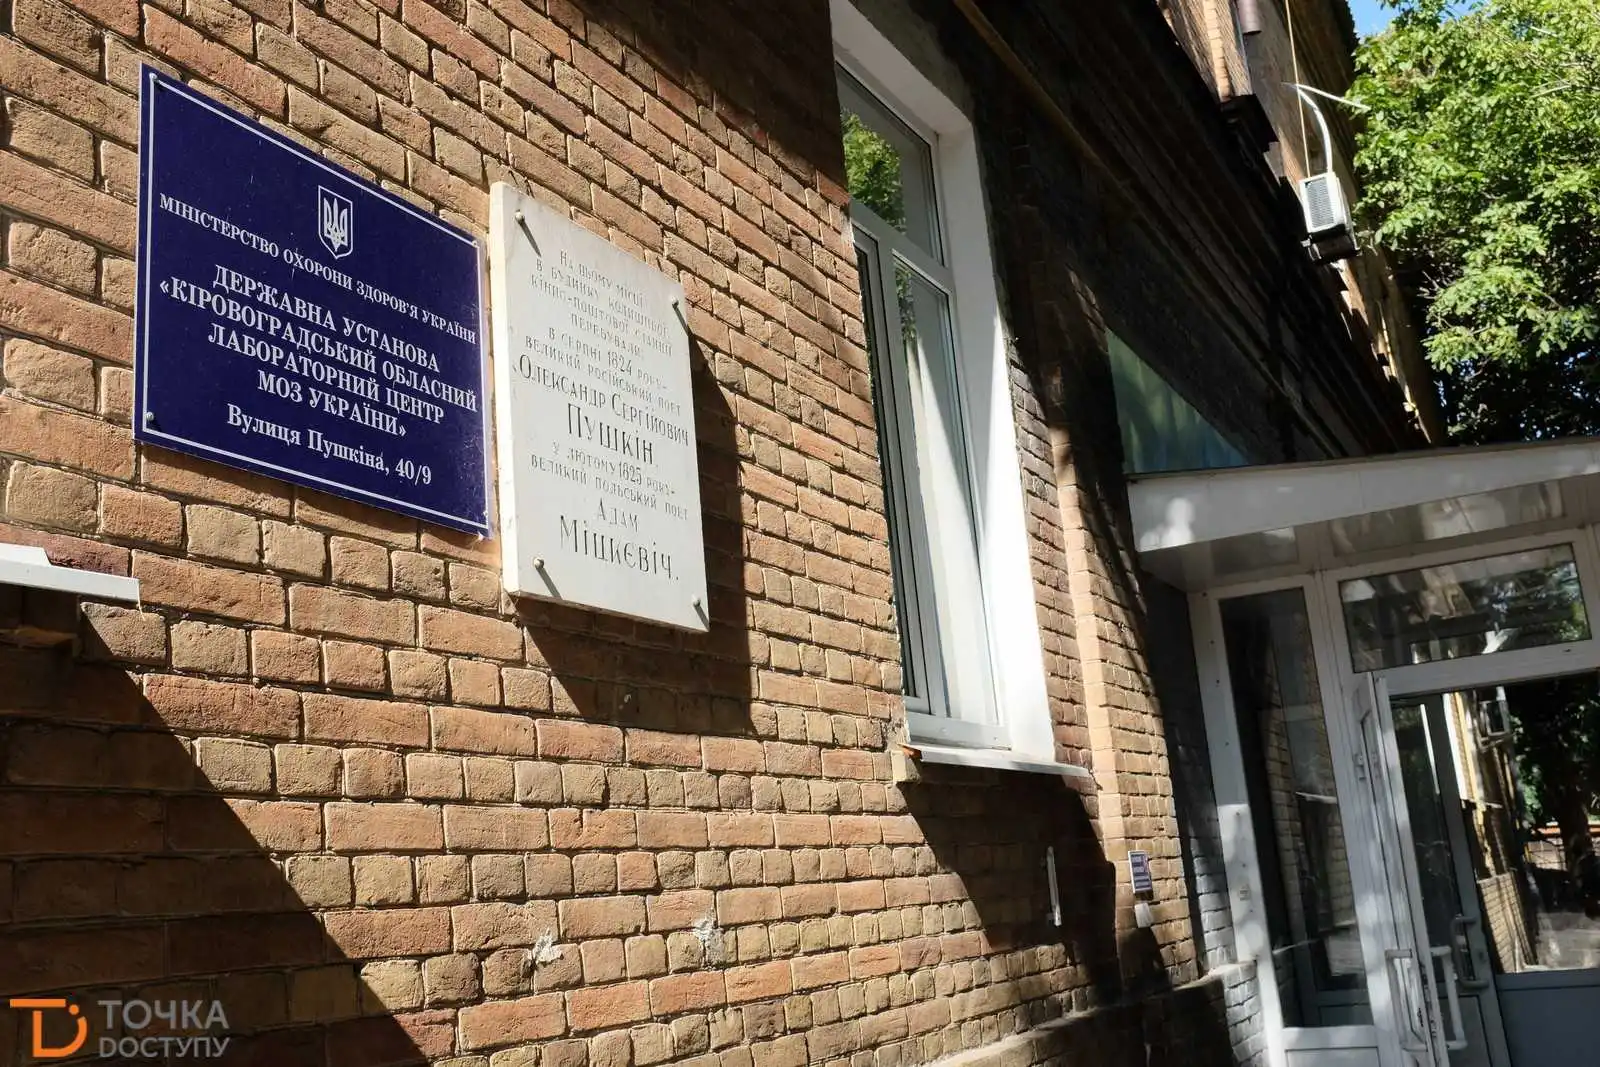 МІНІСТЕРСТВО ОХОРОНИ ЗДОРОВ'Я УКРАЇНИ
ДЕРЖАВНА УСТАНОВА
«КІРОВОГРАДСЬКИЙ ОБЛАСНИЙ
ЛАБОРАТОРНИЙ ЦЕНТР
МОЗ УКРАЇНИ»
Вулиця Пушкіна, 40/9
На цьому місці
в будинку колишньої
кінно-поштової станції
перебували:
в серпні 1824 року-
великий російський поет
Олександр Сергійович
Пушкін,
у лютому 1825 року-
великий польський поет
Адам
Міцкєвіч.
ТОЧКА
DОСТУПУ